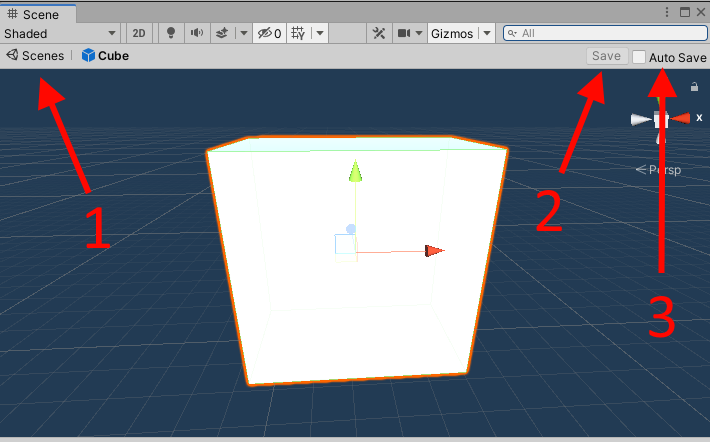 Scene
Shaded 2D 0 Gizmos All
Scenes Cube Save Auto Save
x
Persp
1
2
3